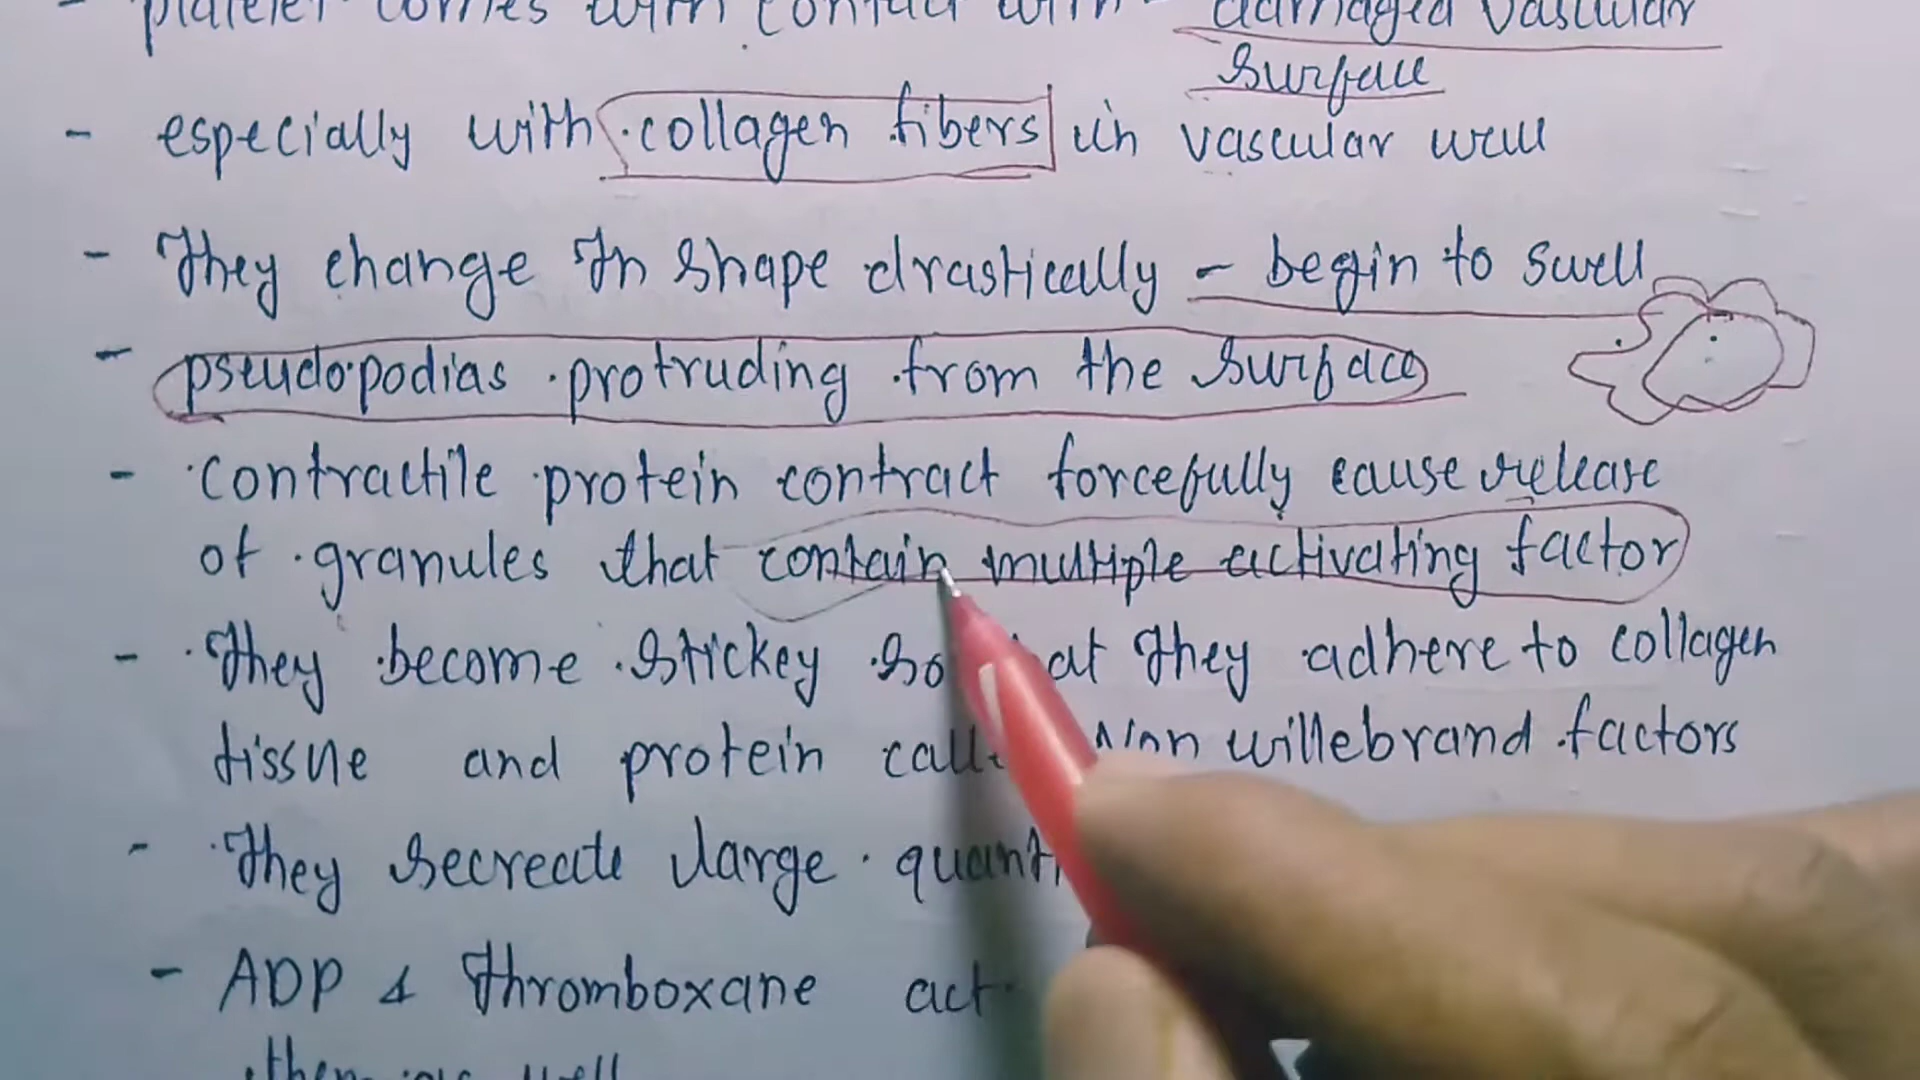 - platelet comes with contact with - damaged vascular
surface
- especially with collagen fibers in vascular wall
- They change In shape drastically - begin to swell
- pseudopodias protruding from the surface
- contractile protein contract forcefully cause release
of granules that contain multiple activating factor
- They become stickey so at they adhere to collagen
tissue and protein call Von willebrand factors
- They secreate large quant
- ADP & Thromboxane act